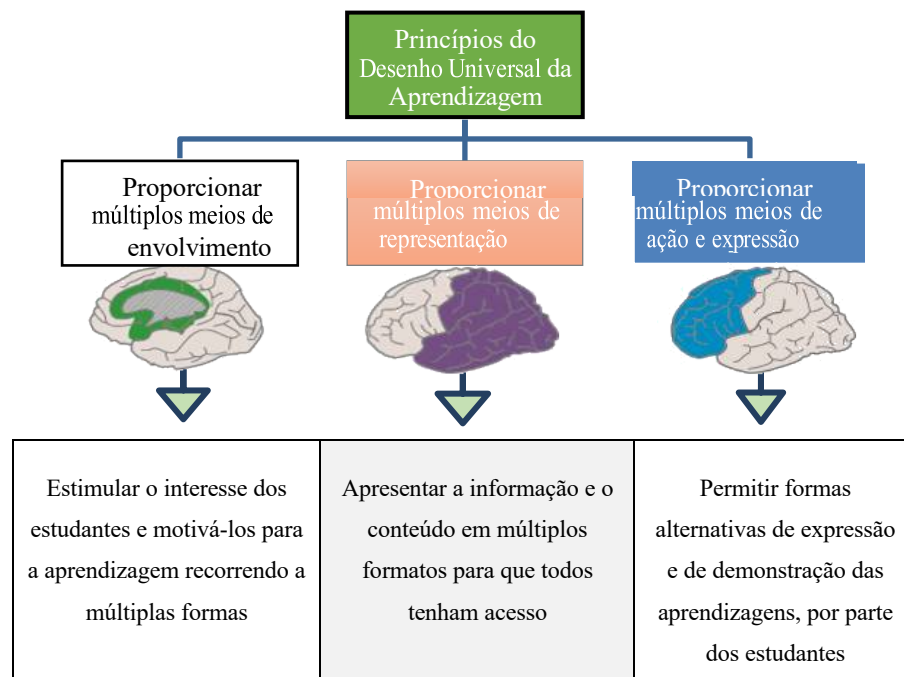 Princípios do
Desenho Universal da
Aprendizagem
Proporcionar
múltiplos meios de
envolvimento
Proporcionar
múltiplos meios de
representação
Proporcionar
múltiplos meios de
ação e expressão
Estimular o interesse dos
estudantes e motivá-los para
a aprendizagem recorrendo a
múltiplas formas
Apresentar a informação e o
conteúdo em múltiplos
formatos para que todos
tenham acesso
Permitir formas
alternativas de expressão
e de demonstração das
aprendizagens, por parte
dos estudantes